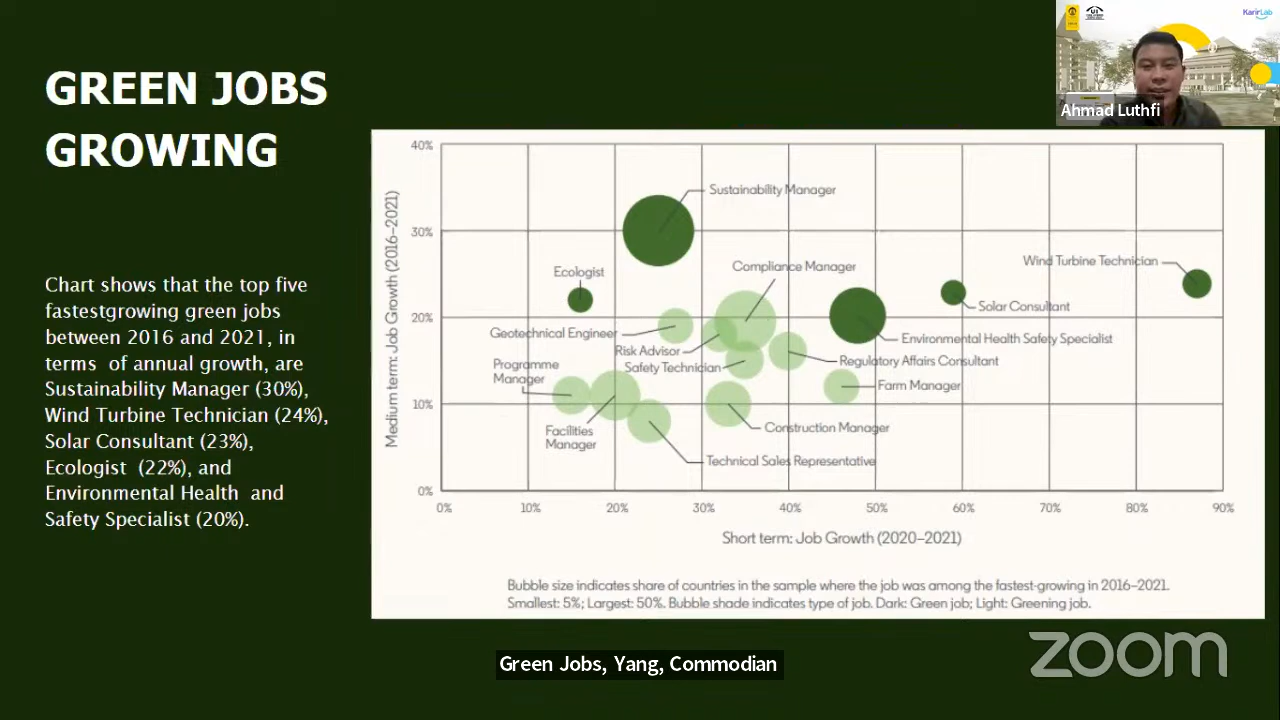 GREEN JOBS
GROWING
Chart shows that the top five
fastestgrowing green jobs
between 2016 and 2021, in
terms of annual growth, are
Sustainability Manager (30%),
Wind Turbine Technician (24%),
Solar Consultant (23%),
Ecologist (22%), and
Environmental Health and
Safety Specialist (20%).
KarirLab
Ahmad Luthfi
Medium term: Job Growth (2016–2021)
40%
30%
20%
10%
0%
Sustainability Manager
Compliance Manager
Wind Turbine Technician
Ecologist
Solar Consultant
Geotechnical Engineer
Environmental Health Safety Specialist
Risk Advisor
Safety Technician
Regulatory Affairs Consultant
Programme
Manager
Farm Manager
Facilities
Manager
Construction Manager
Technical Sales Representative
0%
10%
20%
30%
40%
50%
60%
70%
80%
90%
Short term: Job Growth (2020–2021)
Bubble size indicates share of countries in the sample where the job was among the fastest-growing in 2016–2021.
Smallest: 5%; Largest: 50%. Bubble shade indicates type of job. Dark: Green job; Light: Greening job.
Green Jobs, Yang, Commodian
zoom